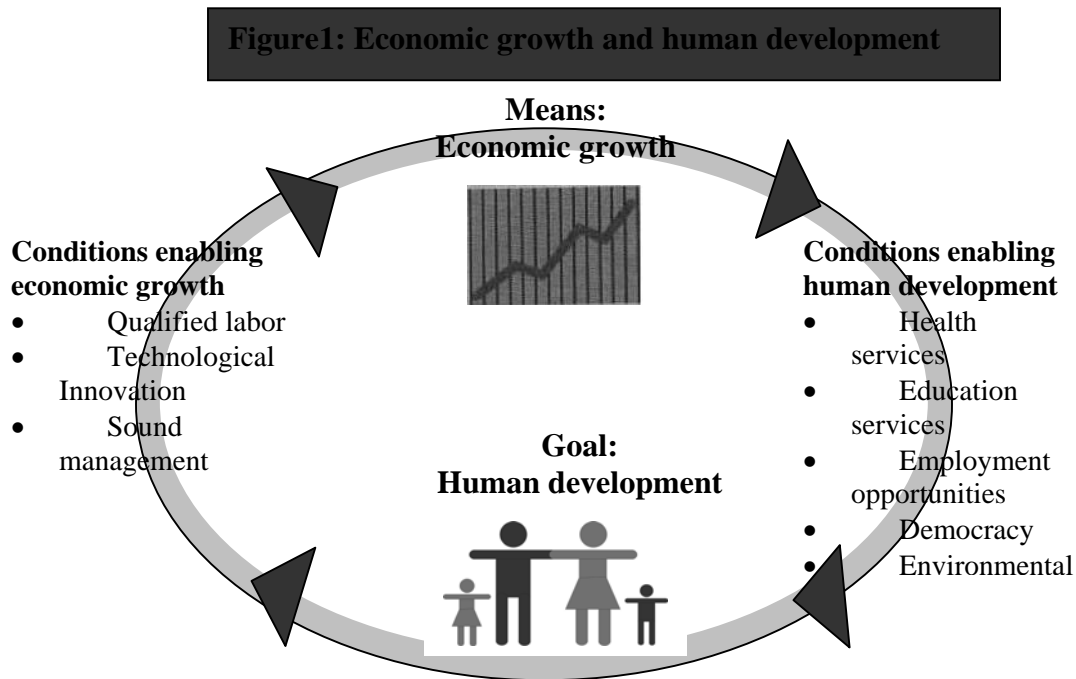 Figure1: Economic growth and human development
Means:
Economic growth
Conditions enabling
economic growth
• Qualified labor
• Technological
Innovation
• Sound
management
Conditions enabling
human development
• Health
services
• Education
services
• Employment
opportunities
• Democracy
• Environmental
Goal:
Human development